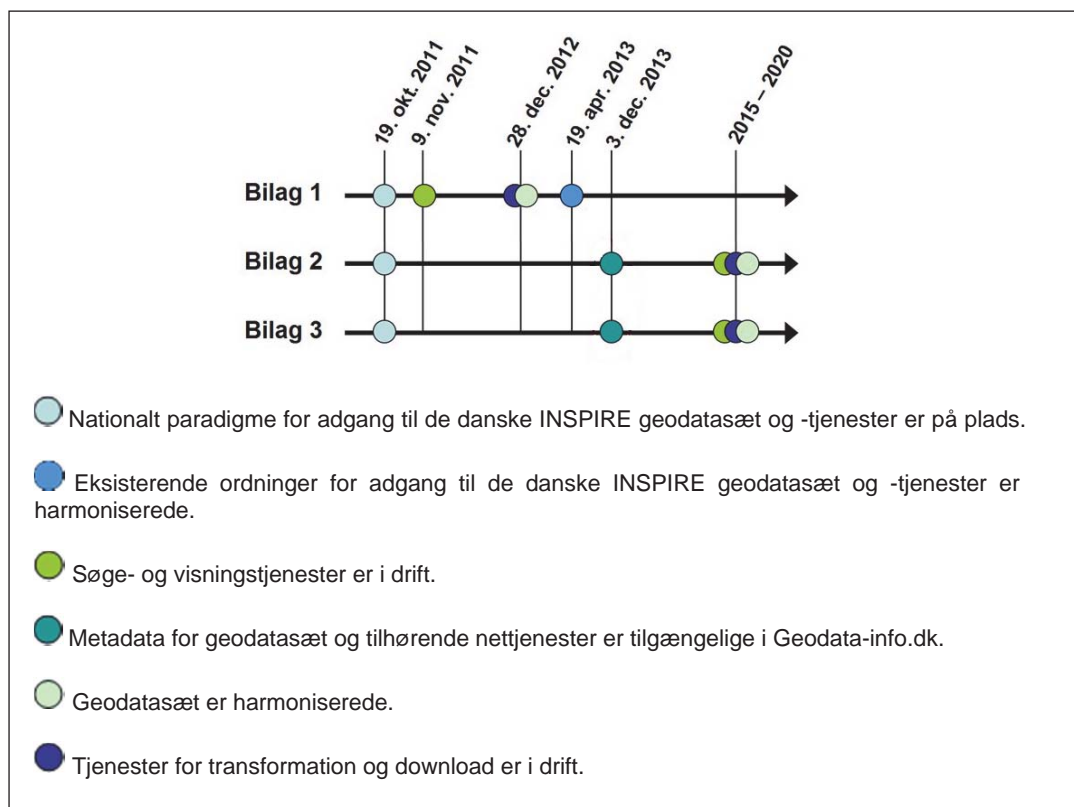 19. okt. 2011
9. nov. 2011
28. dec. 2012
19. apr. 2013
3. dec. 2013
2015 – 2020
Bilag 1
Bilag 2
Bilag 3
Nationalt paradigme for adgang til de danske INSPIRE geodatasæt og -tjenester er på plads.
Eksisterende ordninger for adgang til de danske INSPIRE geodatasæt og -tjenester er
harmoniserede.
Søge- og visningstjenester er i drift.
Metadata for geodatasæt og tilhørende nettjenester er tilgængelige i Geodata-info.dk.
Geodatasæt er harmoniserede.
Tjenester for transformation og download er i drift.